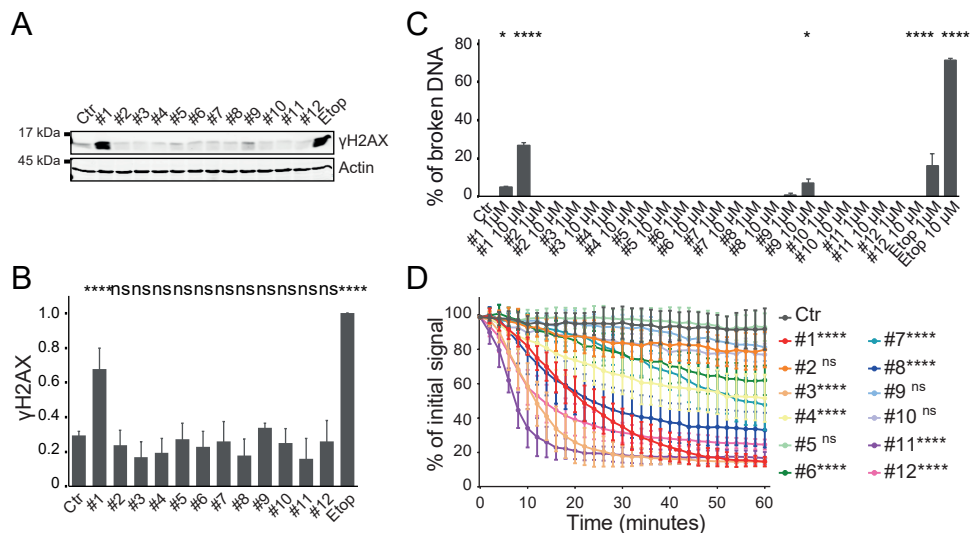 A
Ctr #1 #2 #3 #4 #5 #6 #7 #8 #9 #10 #11 #12 Etop
17 kDa
γH2AX
45 kDa
Actin
B
****nsnsnsnsnsnsnsnsnsnsns****
γH2AX
1.0
0.8
0.4
0.2
0
Ctr #1 #2 #3 #4 #5 #6 #7 #8 #9 #10 #11 #12 Etop
C
* **** * **** ****
% of broken DNA
80
60
40
20
0
Ctr
#1 1 µM
#1 10 µM
#2 1 µM
#2 10 µM
#3 1 µM
#3 10 µM
#4 1 µM
#4 10 µM
#5 1 µM
#5 10 µM
#6 1 µM
#6 10 µM
#7 1 µM
#7 10 µM
#8 1 µM
#8 10 µM
#9 1 µM
#9 10 µM
#10 1 µM
#10 10 µM
#11 1 µM
#11 10 µM
#12 1 µM
#12 10 µM
Etop 1 µM
Etop 10 µM
D
% of initial signal
100
80
60
40
20
0
0 10 20 30 40 50 60
Time (minutes)
Ctr
#1****
#2 ns
#3****
#4****
#5 ns
#6****
#7****
#8****
#9 ns
#10 ns
#11****
#12****